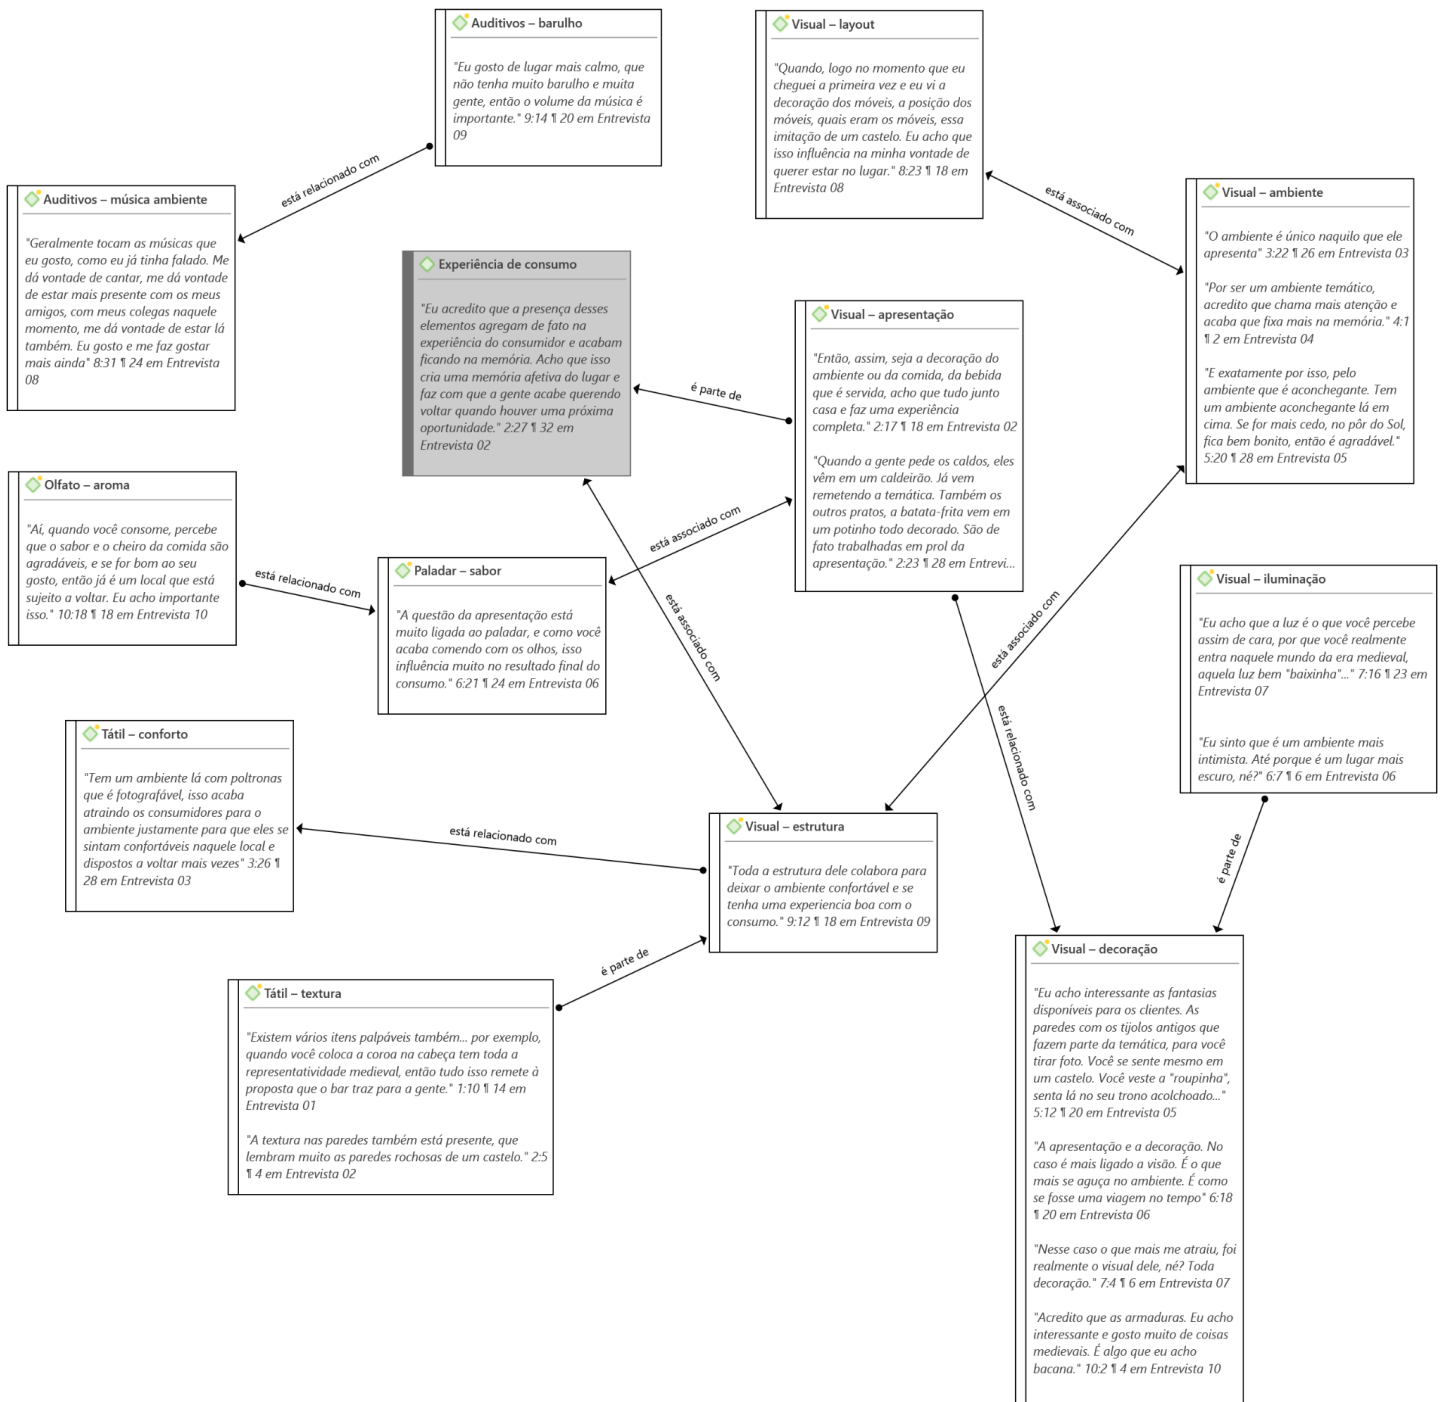 Auditivos – barulho
"Eu gosto de lugar mais calmo, que
não tenha muito barulho e muita
gente, então o volume da música é
importante." 9:14 ¶ 20 em Entrevista
09
Visual – layout
"Quando, logo no momento que eu
cheguei a primeira vez e eu vi a
decoração dos móveis, a posição dos
móveis, quais eram os móveis, essa
imitação de um castelo. Eu acho que
isso influência na minha vontade de
querer estar no lugar." 8:23 ¶ 18 em
Entrevista 08
está relacionado com
está associado com
Auditivos – música ambiente
"Geralmente tocam as músicas que
eu gosto, como eu já tinha falado. Me
dá vontade de cantar, me dá vontade
de estar mais presente com os meus
amigos, com meus colegas naquele
momento, me dá vontade de estar lá
também. Eu gosto e me faz gostar
mais ainda" 8:31 ¶ 24 em Entrevista
08
Visual – ambiente
"O ambiente é único naquilo que ele
apresenta" 3:22 ¶ 26 em Entrevista 03
"Por ser um ambiente temático,
acredito que chama mais atenção e
acaba que fixa mais na memória." 4:1
¶ 2 em Entrevista 04
"E exatamente por isso, pelo
ambiente que é aconchegante. Tem
um ambiente aconchegante lá em
cima. Se for mais cedo, no pôr do Sol,
fica bem bonito, então é agradável."
5:20 ¶ 28 em Entrevista 05
Experiência de consumo
"Eu acredito que a presença desses
elementos agregam de fato na
experiência do consumidor e acabam
ficando na memória. Acho que isso
cria uma memória afetiva do lugar e
faz com que a gente acabe querendo
voltar quando houver uma próxima
oportunidade." 2:27 ¶ 32 em
Entrevista 02
é parte de
Visual – apresentação
"Então, assim, seja a decoração do
ambiente ou da comida, da bebida
que é servida, acho que tudo junto
casa e faz uma experiência
completa." 2:17 ¶ 18 em Entrevista 02
"Quando a gente pede os caldos, eles
vêm em um caldeirão. Já vem
remetendo a temática. Também os
outros pratos, a batata-frita vem em
um potinho todo decorado. São de
fato trabalhadas em prol da
apresentação." 2:23 ¶ 28 em Entrevi...
Olfato – aroma
"Aí, quando você consome, percebe
que o sabor e o cheiro da comida são
agradáveis, e se for bom ao seu
gosto, então já é um local que está
sujeito a voltar. Eu acho importante
isso." 10:18 ¶ 18 em Entrevista 10
está relacionado com
está associado com
Paladar – sabor
"A questão da apresentação está
muito ligada ao paladar, e como você
acaba comendo com os olhos, isso
influência muito no resultado final do
consumo." 6:21 ¶ 24 em Entrevista 06
está associado com
está associado com
está relacionado com
Visual – iluminação
"Eu acho que a luz é o que você percebe
assim de cara, por que você realmente
entra naquele mundo da era medieval,
aquela luz bem "baixinha"..." 7:16 ¶ 23 em
Entrevista 07
"Eu sinto que é um ambiente mais
intimista. Até porque é um lugar mais
escuro, né?" 6:7 ¶ 6 em Entrevista 06
Tátil – conforto
"Tem um ambiente lá com poltronas
que é fotografável, isso acaba
atraindo os consumidores para o
ambiente justamente para que eles se
sintam confortáveis naquele local e
dispostos a voltar mais vezes" 3:26 ¶
28 em Entrevista 03
está relacionado com
Visual – estrutura
"Toda a estrutura dele colabora para
deixar o ambiente confortável e se
tenha uma experiencia boa com o
consumo." 9:12 ¶ 18 em Entrevista 09
é parte de
é parte de
Tátil – textura
"Existem vários itens palpáveis também... por exemplo,
quando você coloca a coroa na cabeça tem toda a
representatividade medieval, então tudo isso remete à
proposta que o bar traz para a gente." 1:10 ¶ 14 em
Entrevista 01
"A textura nas paredes também está presente, que
lembram muito as paredes rochosas de um castelo." 2:5
¶ 4 em Entrevista 02
Visual – decoração
"Eu acho interessante as fantasias
disponíveis para os clientes. As
paredes com os tijolos antigos que
fazem parte da temática, para você
tirar foto. Você se sente mesmo em
um castelo. Você veste a "roupinha",
senta lá no seu trono acolchoado..."
5:12 ¶ 20 em Entrevista 05
"A apresentação e a decoração. No
caso é mais ligado a visão. É o que
mais se aguça no ambiente. É como
se fosse uma viagem no tempo" 6:18
¶ 20 em Entrevista 06
"Nesse caso o que mais me atraiu, foi
realmente o visual dele, né? Toda
decoração." 7:4 ¶ 6 em Entrevista 07
"Acredito que as armaduras. Eu acho
interessante e gosto muito de coisas
medievais. É algo que eu acho
bacana." 10:2 ¶ 4 em Entrevista 10